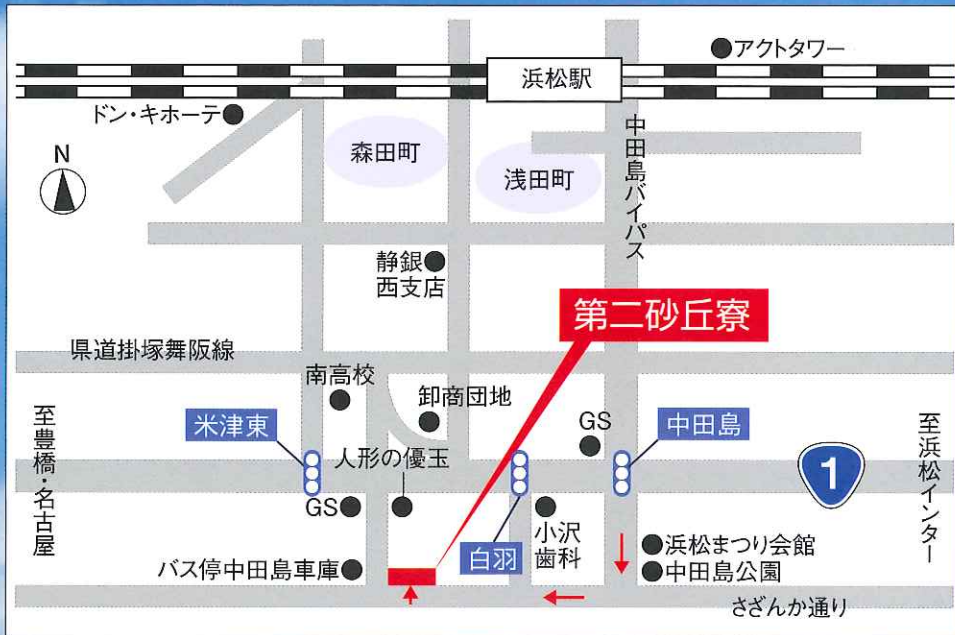 アクトタワー
浜松駅
ドン・キホーテ
N
森田町
浅田町
中田島バイパス
静銀
西支店
第二砂丘寮
県道掛塚舞阪線
南高校
卸商団地
米津東
人形の優玉
GS
中田島
至豊橋・名古屋
至浜松インター
1
GS
小沢
歯科
白羽
バス停中田島車庫
浜松まつり会館
中田島公園
さざんか通り